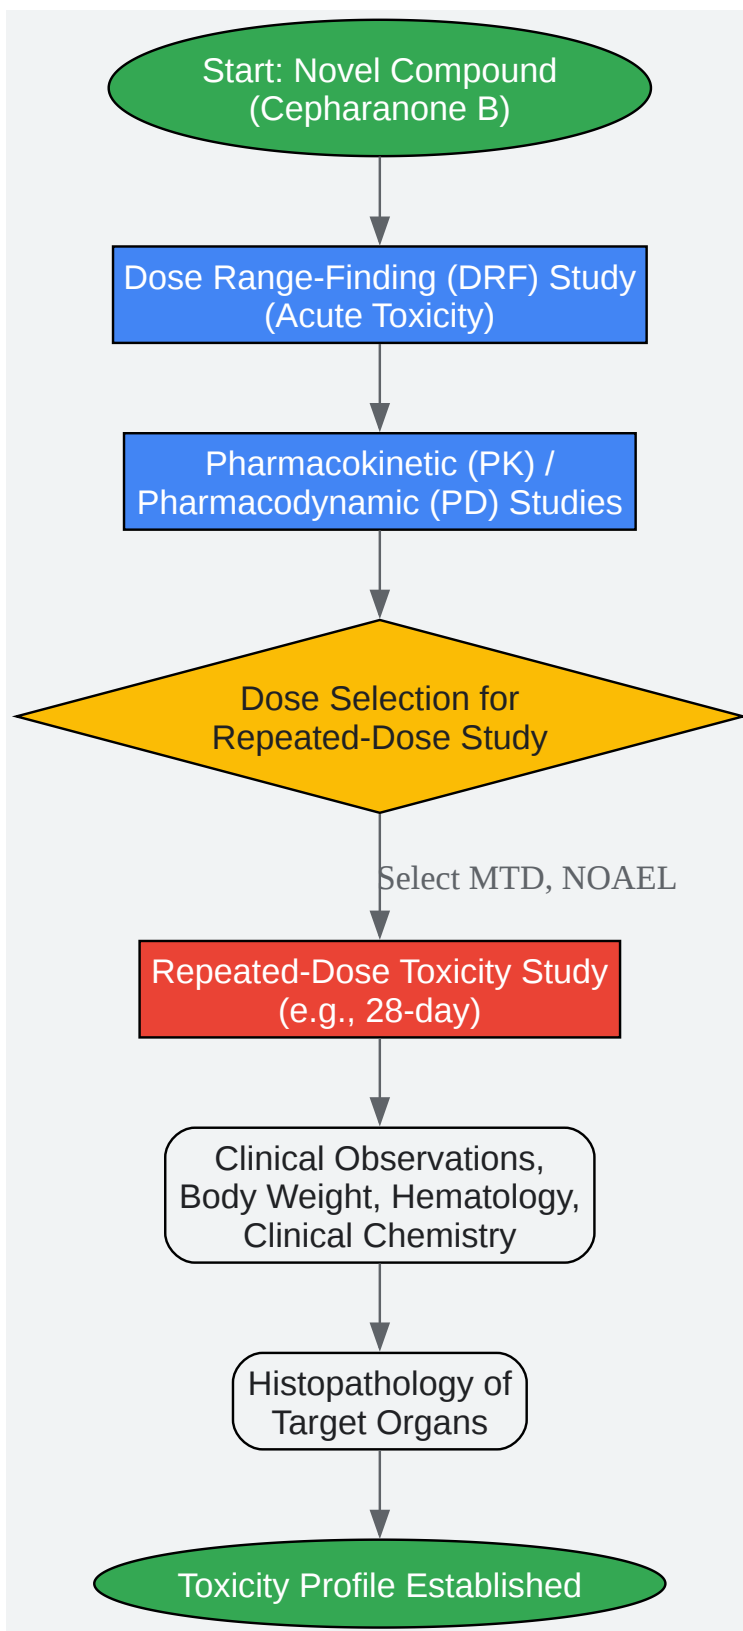 Start: Novel Compound
(Cepharanone B)
Dose Range-Finding (DRF) Study
(Acute Toxicity)
Pharmacokinetic (PK) /
Pharmacodynamic (PD) Studies
Dose Selection for
Repeated-Dose Study
Select MTD, NOAEL
Repeated-Dose Toxicity Study
(e.g., 28-day)
Clinical Observations,
Body Weight, Hematology,
Clinical Chemistry
Histopathology of
Target Organs
Toxicity Profile Established